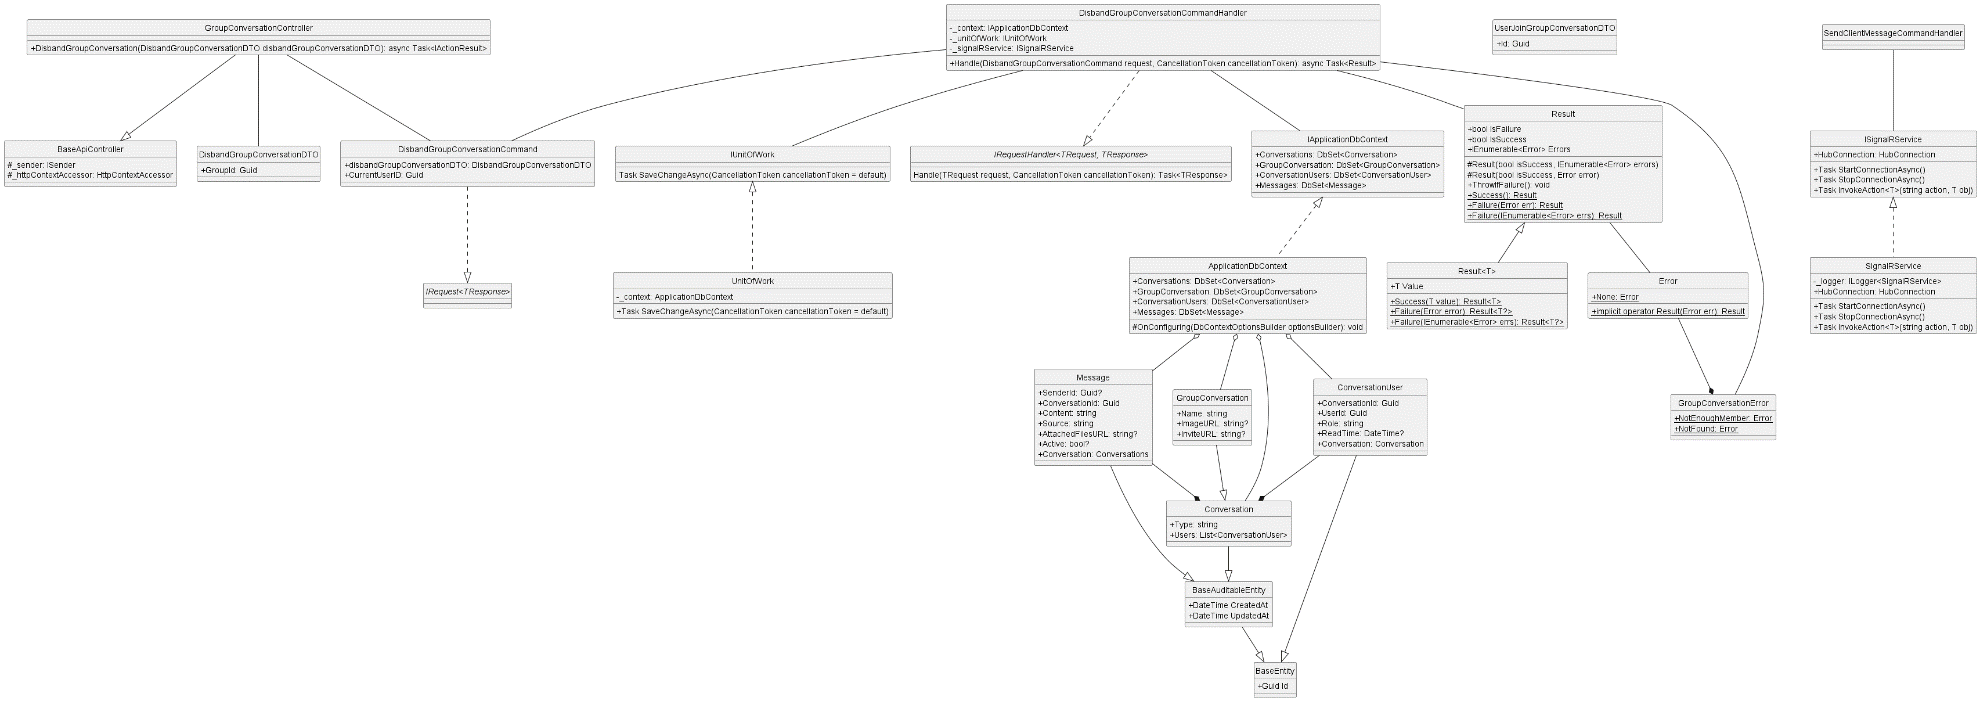 GroupConversationController
+DisbandGroupConversation(DisbandGroupConversationDTO disbandGroupConversationDTO): async Task<IActionResult>
DisbandGroupConversationCommandHandler
-_context: IApplicationDbContext
-_unitOfWork: IUnitOfWork
-_signalRService: ISignalRService
+Handle(DisbandGroupConversationCommand request, CancellationToken cancellationToken): async Task<Result>
UserJoinGroupConversationDTO
+Id: Guid
SendClientMessageCommandHandler
BaseApiController
#_sender: ISender
#_httpContextAccessor: HttpContextAccessor
DisbandGroupConversationDTO
+GroupId: Guid
DisbandGroupConversationCommand
+disbandGroupConversationDTO: DisbandGroupConversationDTO
+CurrentUserID: Guid
IUnitOfWork
Task SaveChangeAsync(CancellationToken cancellationToken = default)
IRequestHandler<TRequest, TResponse>
Handle(TRequest request, CancellationToken cancellationToken): Task<TResponse>
IApplicationDbContext
+Conversations: DbSet<Conversation>
+GroupConversation: DbSet<GroupConversation>
+ConversationUsers: DbSet<ConversationUser>
+Messages: DbSet<Message>
Result
+bool IsFailure
+bool IsSuccess
+IEnumerable<Error> Errors
#Result(bool isSuccess, IEnumerable<Error> errors)
#Result(bool isSuccess, Error error)
+ThrowIfFailure(): void
+Success(): Result
+Failure(Error err): Result
+Failure(IEnumerable<Error> errs): Result
ISignalRService
+HubConnection: HubConnection
+Task StartConnectionAsync()
+Task StopConnectionAsync()
+Task InvokeAction<T>(string action, T obj)
IRequest<TResponse>
UnitOfWork
-_context: ApplicationDbContext
+Task SaveChangeAsync(CancellationToken cancellationToken = default)
ApplicationDbContext
+Conversations: DbSet<Conversation>
+GroupConversation: DbSet<GroupConversation>
+ConversationUsers: DbSet<ConversationUser>
+Messages: DbSet<Message>
#OnConfiguring(DbContextOptionsBuilder optionsBuilder): void
Result<T>
+T Value
+Success(T value): Result<T>
+Failure(Error error): Result<T?>
+Failure(IEnumerable<Error> errs): Result<T?>
Error
+None: Error
+implicit operator Result(Error err): Result
SignalRService
-_logger: ILogger<SignalRService>
+HubConnection: HubConnection
+Task StartConnectionAsync()
+Task StopConnectionAsync()
+Task InvokeAction<T>(string action, T obj)
Message
+SenderId: Guid?
+ConversationId: Guid
+Content: string
+Source: string
+AttachedFilesURL: string?
+Active: bool?
+Conversation: Conversations
GroupConversation
+Name: string
+ImageURL: string?
+InviteURL: string?
ConversationUser
+ConversationId: Guid
+UserId: Guid
+Role: string
+ReadTime: DateTime?
+Conversation: Conversation
GroupConversationError
+NotEnoughMember: Error
+NotFound: Error
Conversation
+Type: string
+Users: List<ConversationUser>
BaseAuditableEntity
+DateTime CreatedAt
+DateTime UpdatedAt
BaseEntity
+Guid Id